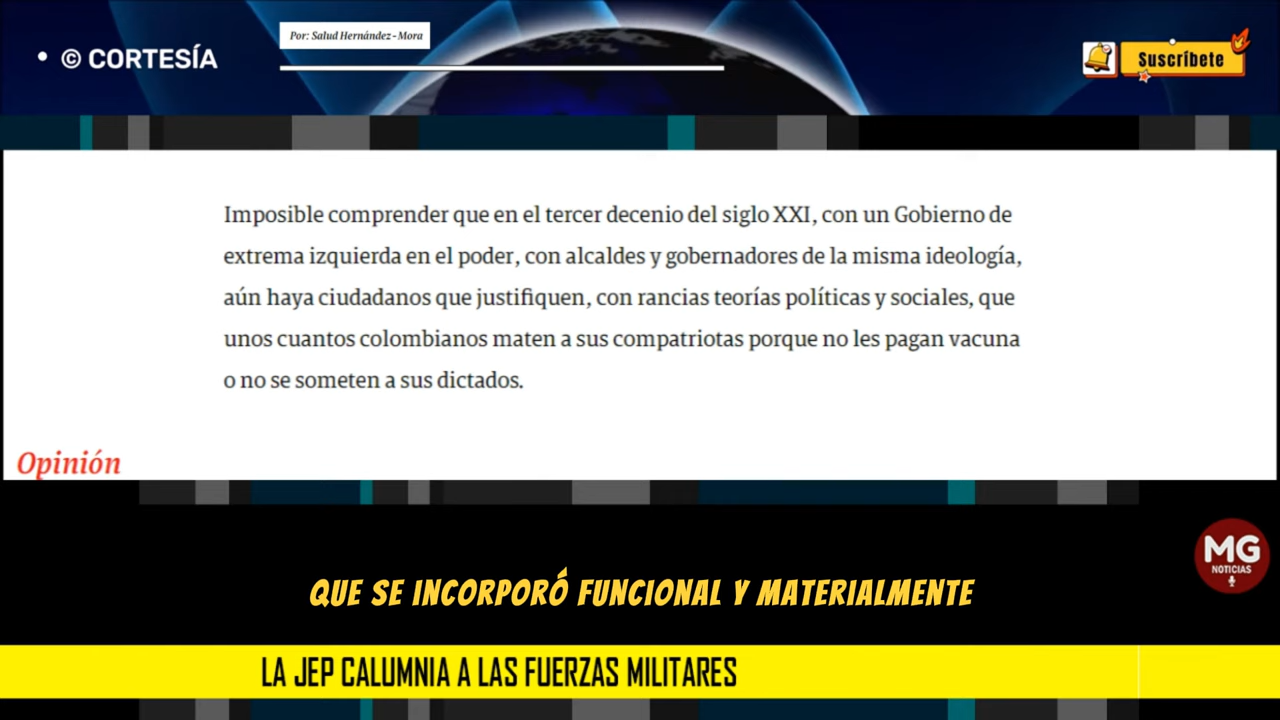 • © CORTESÍA
Por: Salud Hernández-Mora
Suscríbete
Imposible comprender que en el tercer decenio del siglo XXI, con un Gobierno de
extrema izquierda en el poder, con alcaldes y gobernadores de la misma ideología,
aún haya ciudadanos que justifiquen, con rancias teorías políticas y sociales, que
unos cuantos colombianos maten a sus compatriotas porque no les pagan vacuna
o no se someten a sus dictados.
Opinión
MG
NOTICIAS
QUE SE INCORPORÓ FUNCIONAL Y MATERIALMENTE
LA JEP CALUMNIA A LAS FUERZAS MILITARES